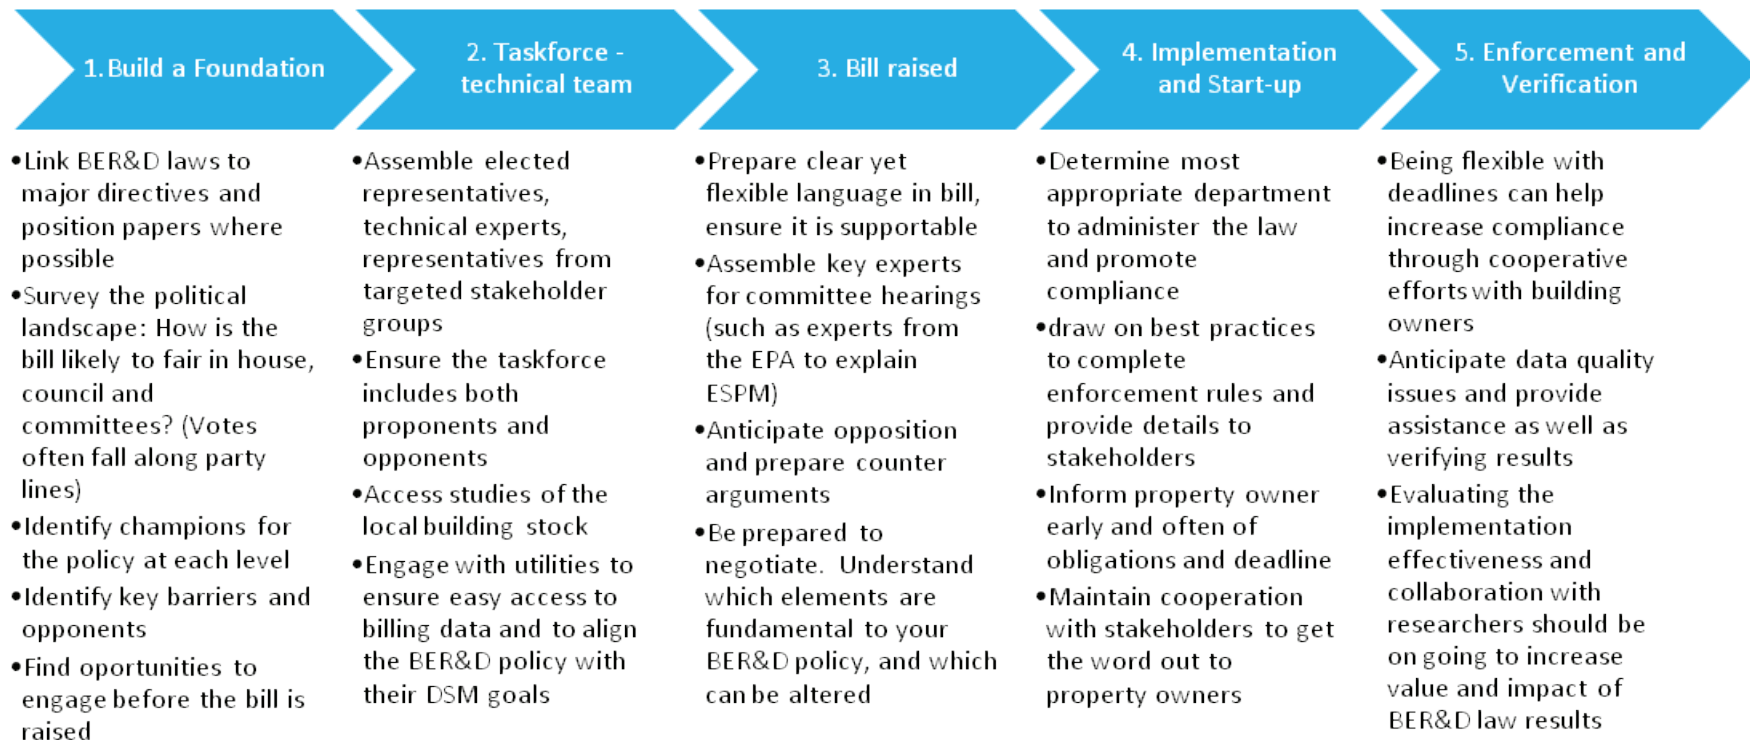 1. Build a Foundation
2. Taskforce -
technical team
3. Bill raised
4. Implementation
and Start-up
5. Enforcement and
Verification
•Link BER&D laws to
major directives and
position papers where
possible
•Survey the political
landscape: How is the
bill likely to fair in house,
council and
committees? (Votes
often fall along party
lines)
•Identify champions for
the policy at each level
•Identify key barriers and
opponents
•Find oportunities to
engage before the bill is
raised
•Assemble elected
representatives,
technical experts,
representatives from
targeted stakeholder
groups
•Ensure the taskforce
includes both
proponents and
opponents
•Access studies of the
local building stock
•Engage with utilities to
ensure easy access to
billing data and to align
the BER&D policy with
their DSM goals
•Prepare clear yet
flexible language in bill,
ensure it is supportable
•Assemble key experts
for committee hearings
(such as experts from
the EPA to explain
ESPM)
•Anticipate opposition
and prepare counter
arguments
•Be prepared to
negotiate. Understand
which elements are
fundamental to your
BER&D policy, and which
can be altered
•Determine most
appropriate department
to administer the law
and promote
compliance
•draw on best practices
to complete
enforcement rules and
provide details to
stakeholders
•Inform property owner
early and often of
obligations and deadline
•Maintain cooperation
with stakeholders to get
the word out to
property owners
•Being flexible with
deadlines can help
increase compliance
through cooperative
efforts with building
owners
•Anticipate data quality
issues and provide
assistance as well as
verifying results
•Evaluating the
implementation
effectiveness and
collaboration with
researchers should be
on going to increase
value and impact of
BER&D law results